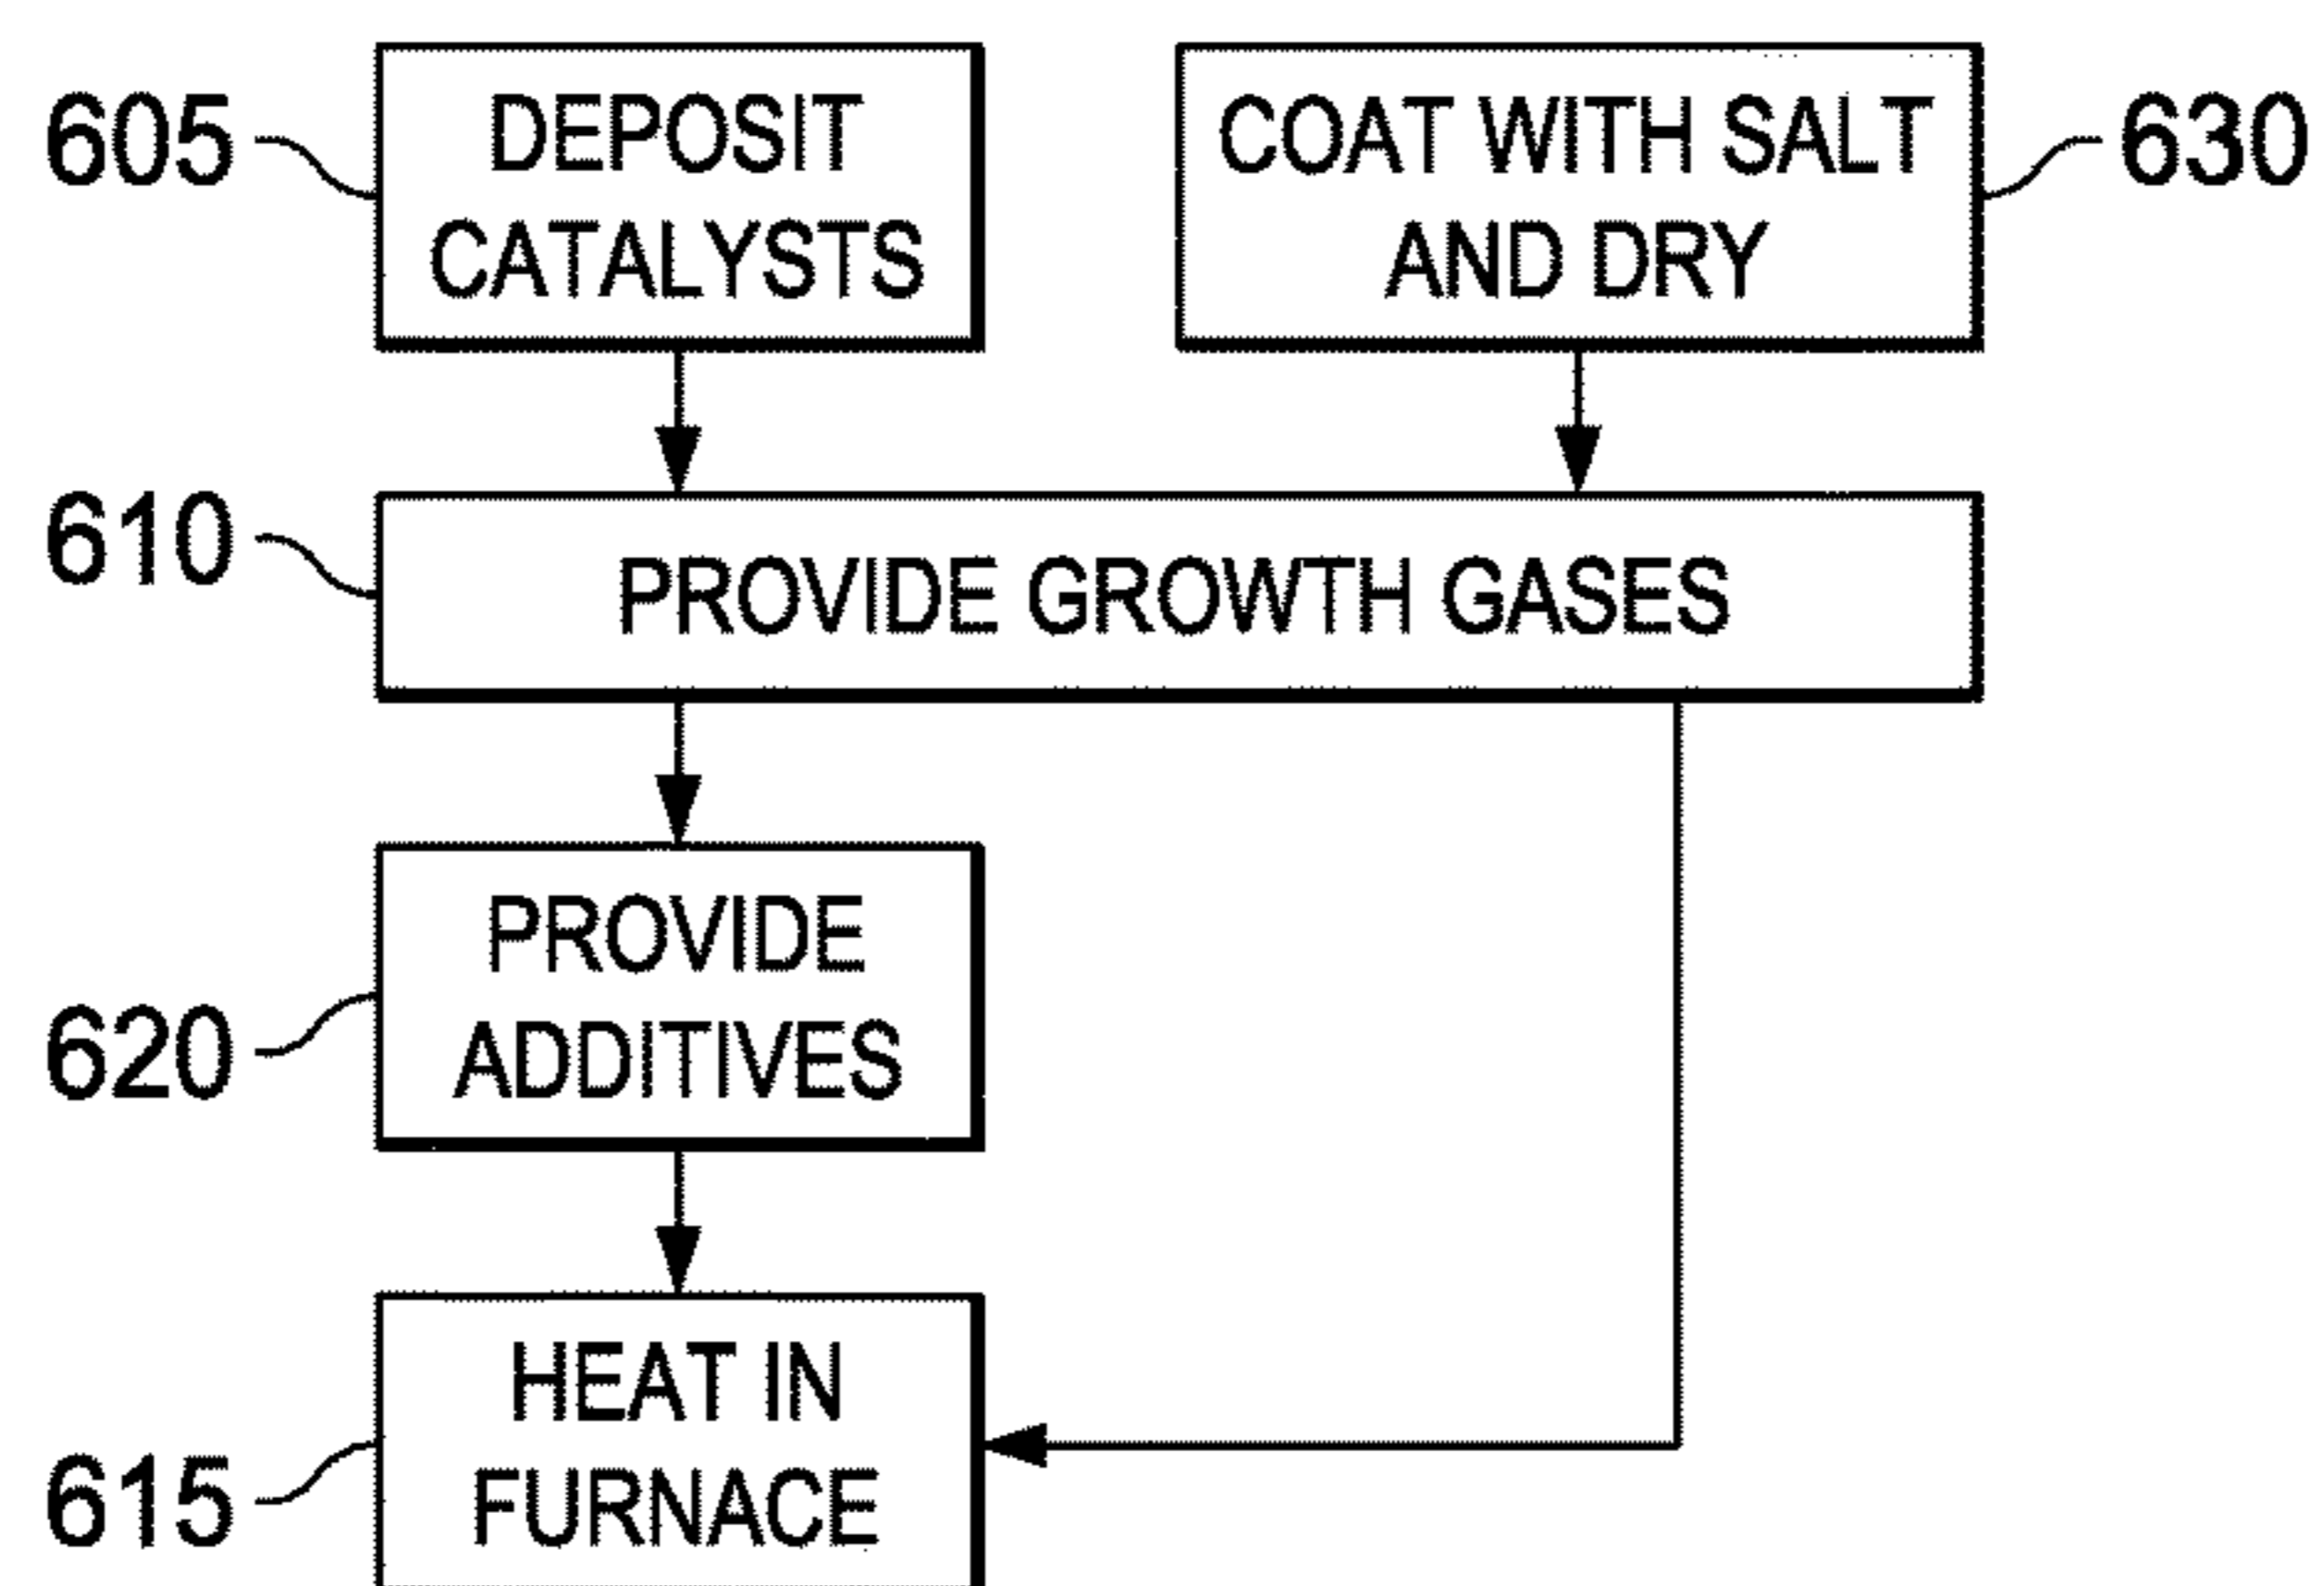 605
DEPOSIT
CATALYSTS
COAT WITH SALT
AND DRY
630
610
PROVIDE GROWTH GASES
620
PROVIDE
ADDITIVES
615
HEAT IN
FURNACE